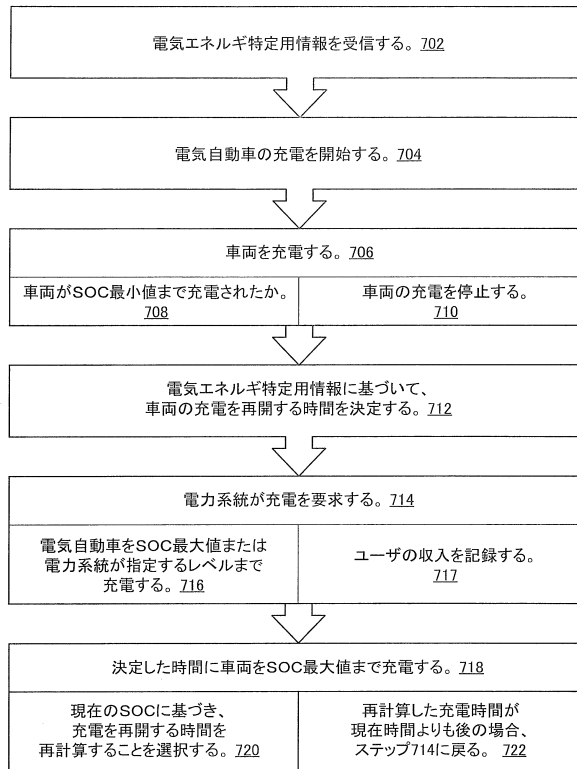 電気エネルギ特定用情報を受信する。702
電気自動車の充電を開始する。704
車両を充電する。706
車両がSOC最小値まで充電されたか。
708
車両の充電を停止する。
710
電気エネルギ特定用情報に基づいて、
車両の充電を再開する時間を決定する。712
電力系統が充電を要求する。714
電気自動車をSOC最大値または
電力系統が指定するレベルまで
充電する。716
ユーザの収入を記録する。
717
決定した時間に車両をSOC最大値まで充電する。718
現在のSOCに基づき、
充電を再開する時間を
再計算することを選択する。720
再計算した充電時間が
現在時間よりも後の場合、
ステップ714に戻る。722